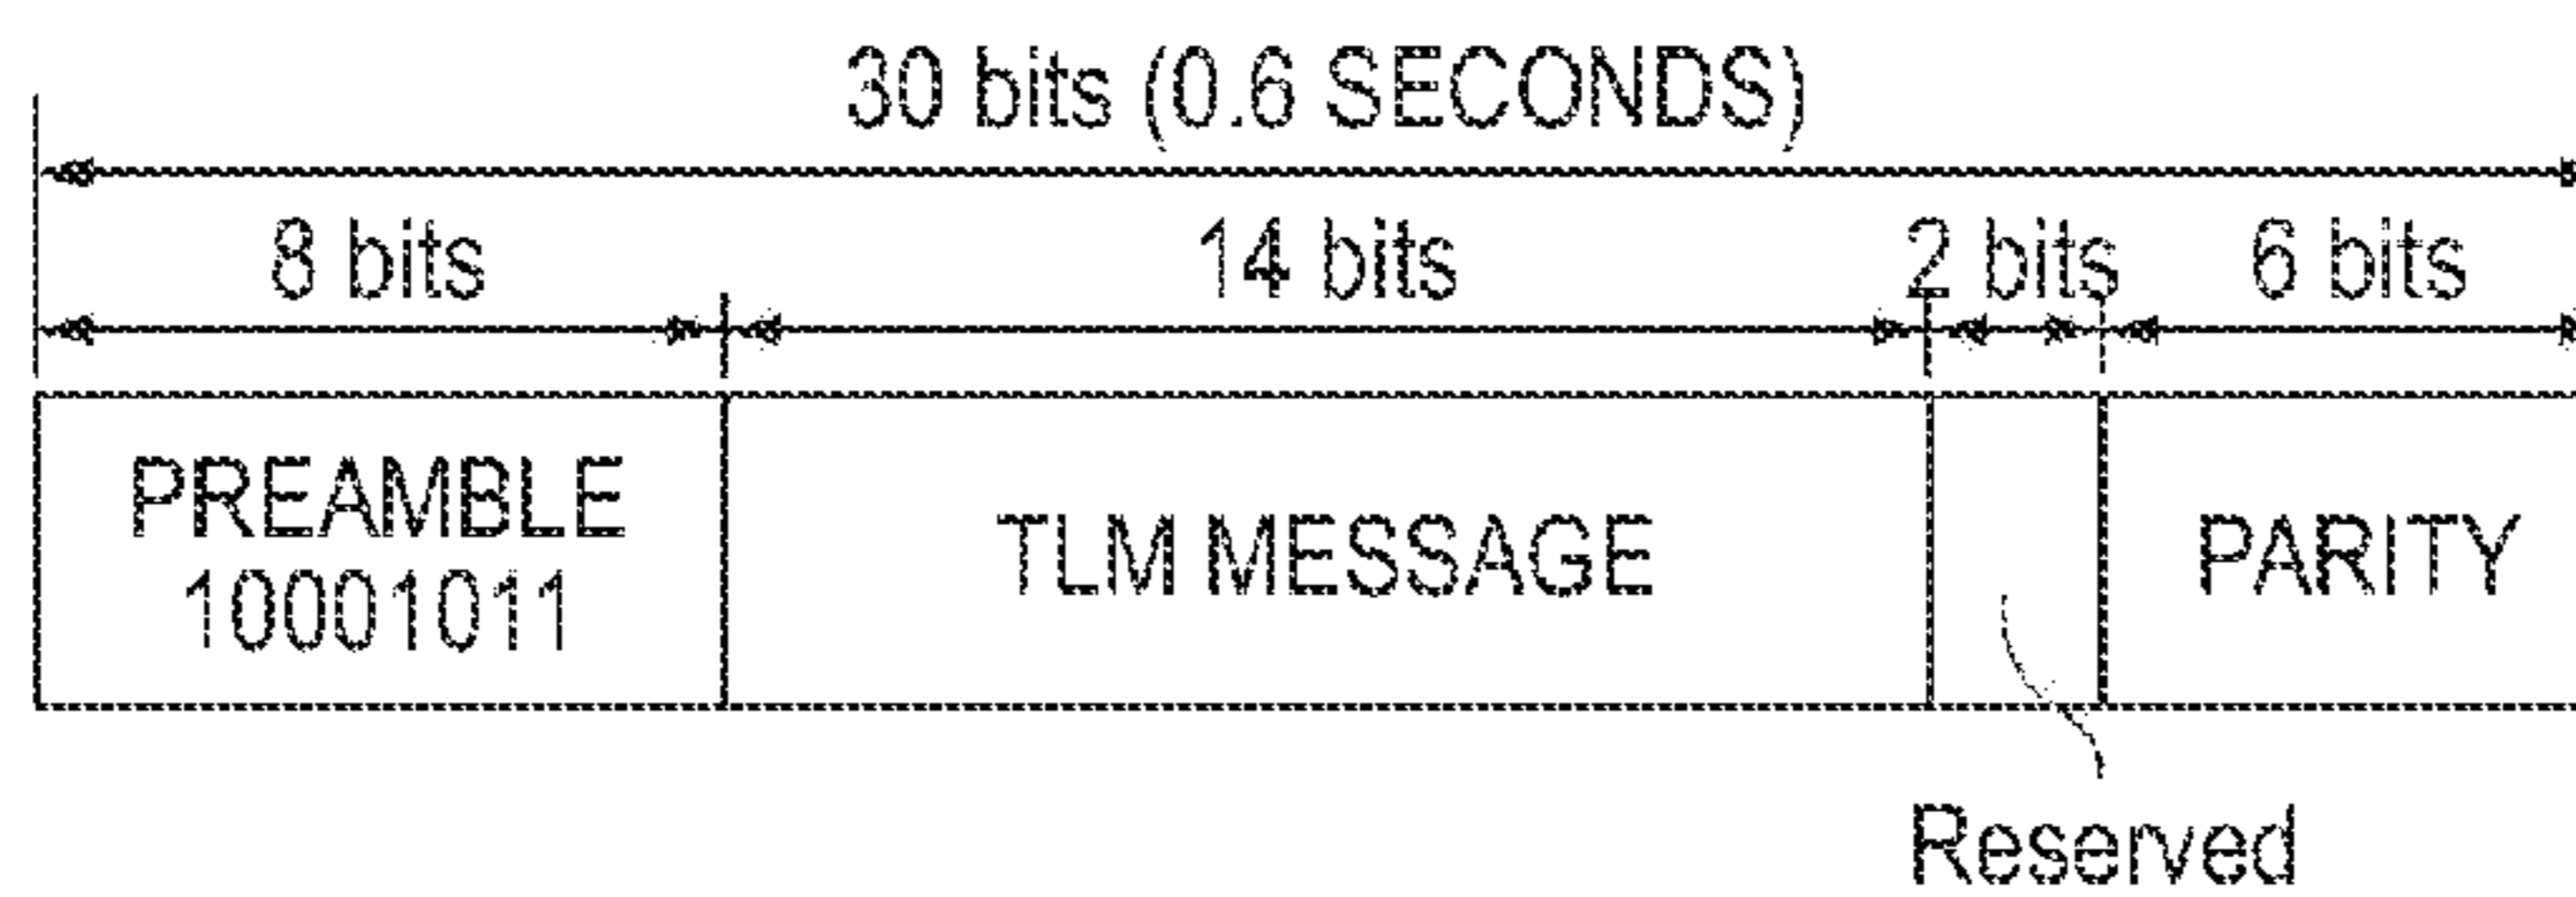 30 bits (0.6 SECONDS)
8 bits 14 bits 2 bits 6 bits
PREAMBLE
10001011
TLM MESSAGE
PARITY
Reserved